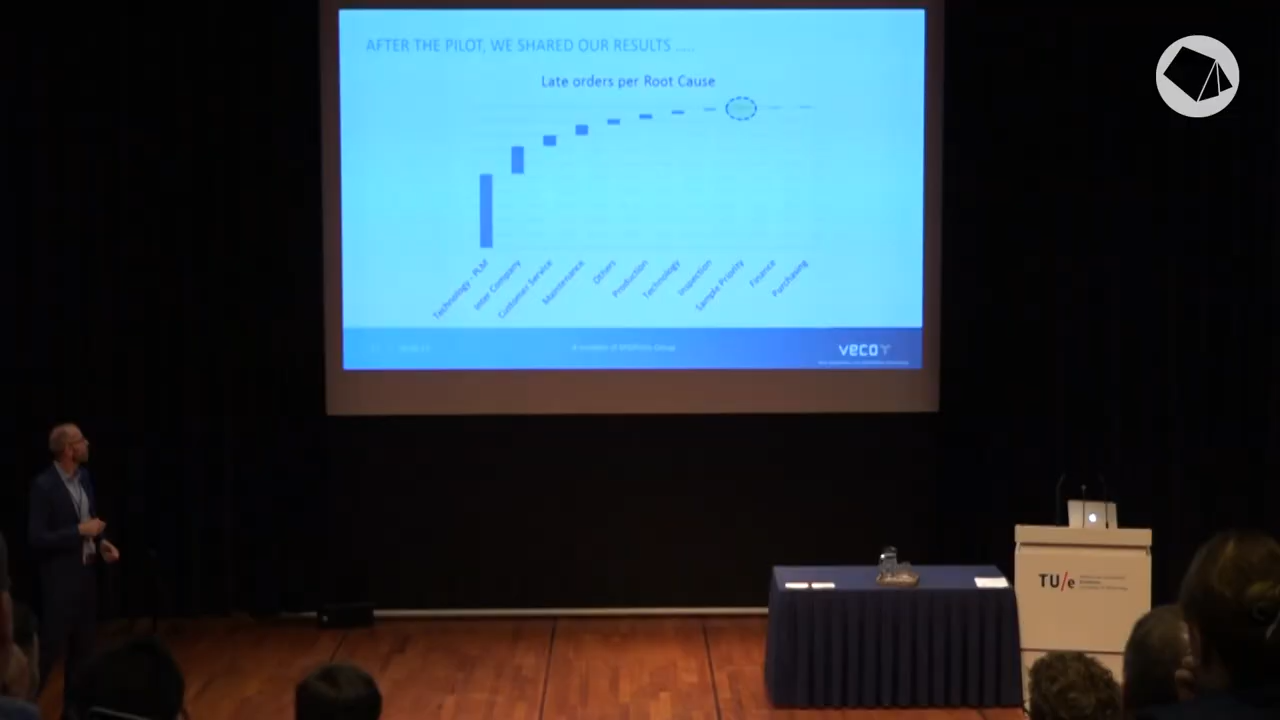 AFTER THE PILOT, WE SHARED OUR RESULTS ....
Late orders per Root Cause
Technology - PLM
Inter Company
Customer Service
Maintenance
Others
Production
Technology
Inspection
Sample Priority
Finance
Purchasing
veco
TU/e